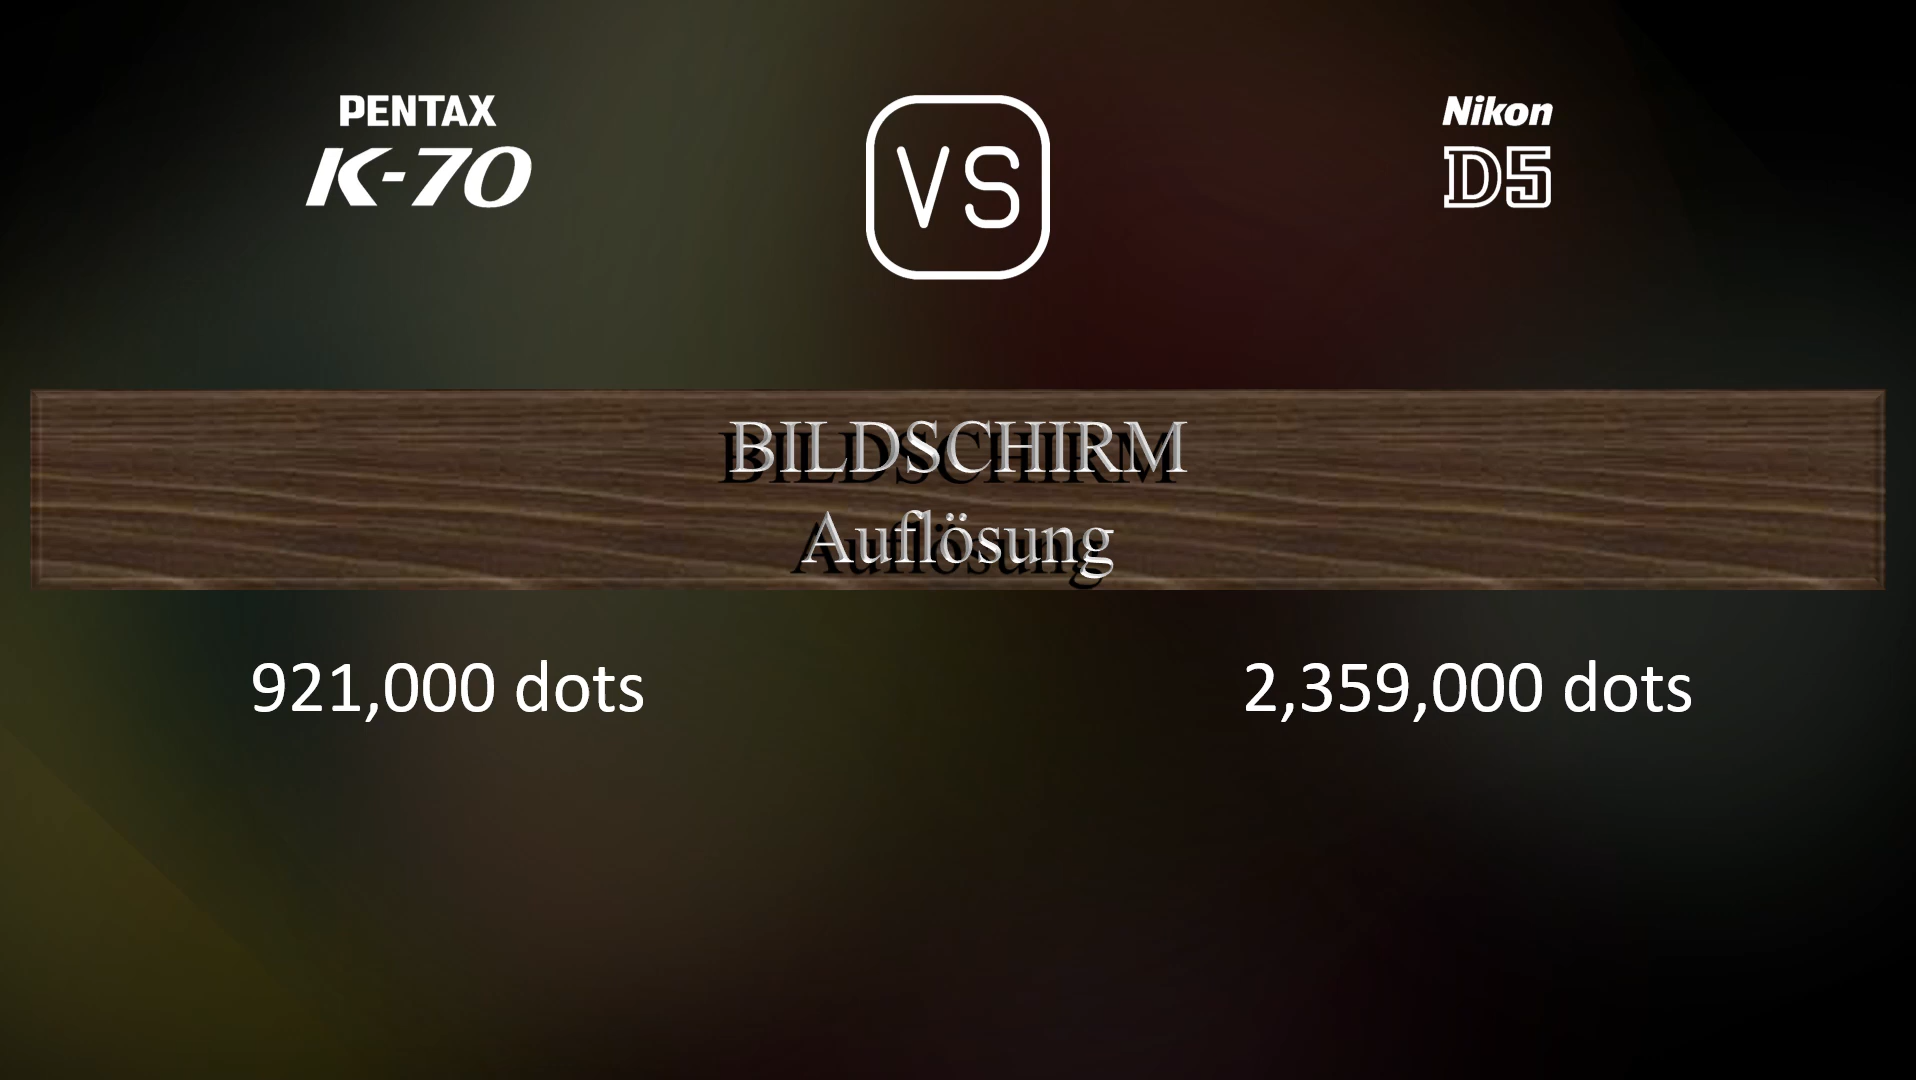 PENTAX
K-70
VS
Nikon
D5
BILDSCHIRM
Auflösung
921,000 dots
2,359,000 dots